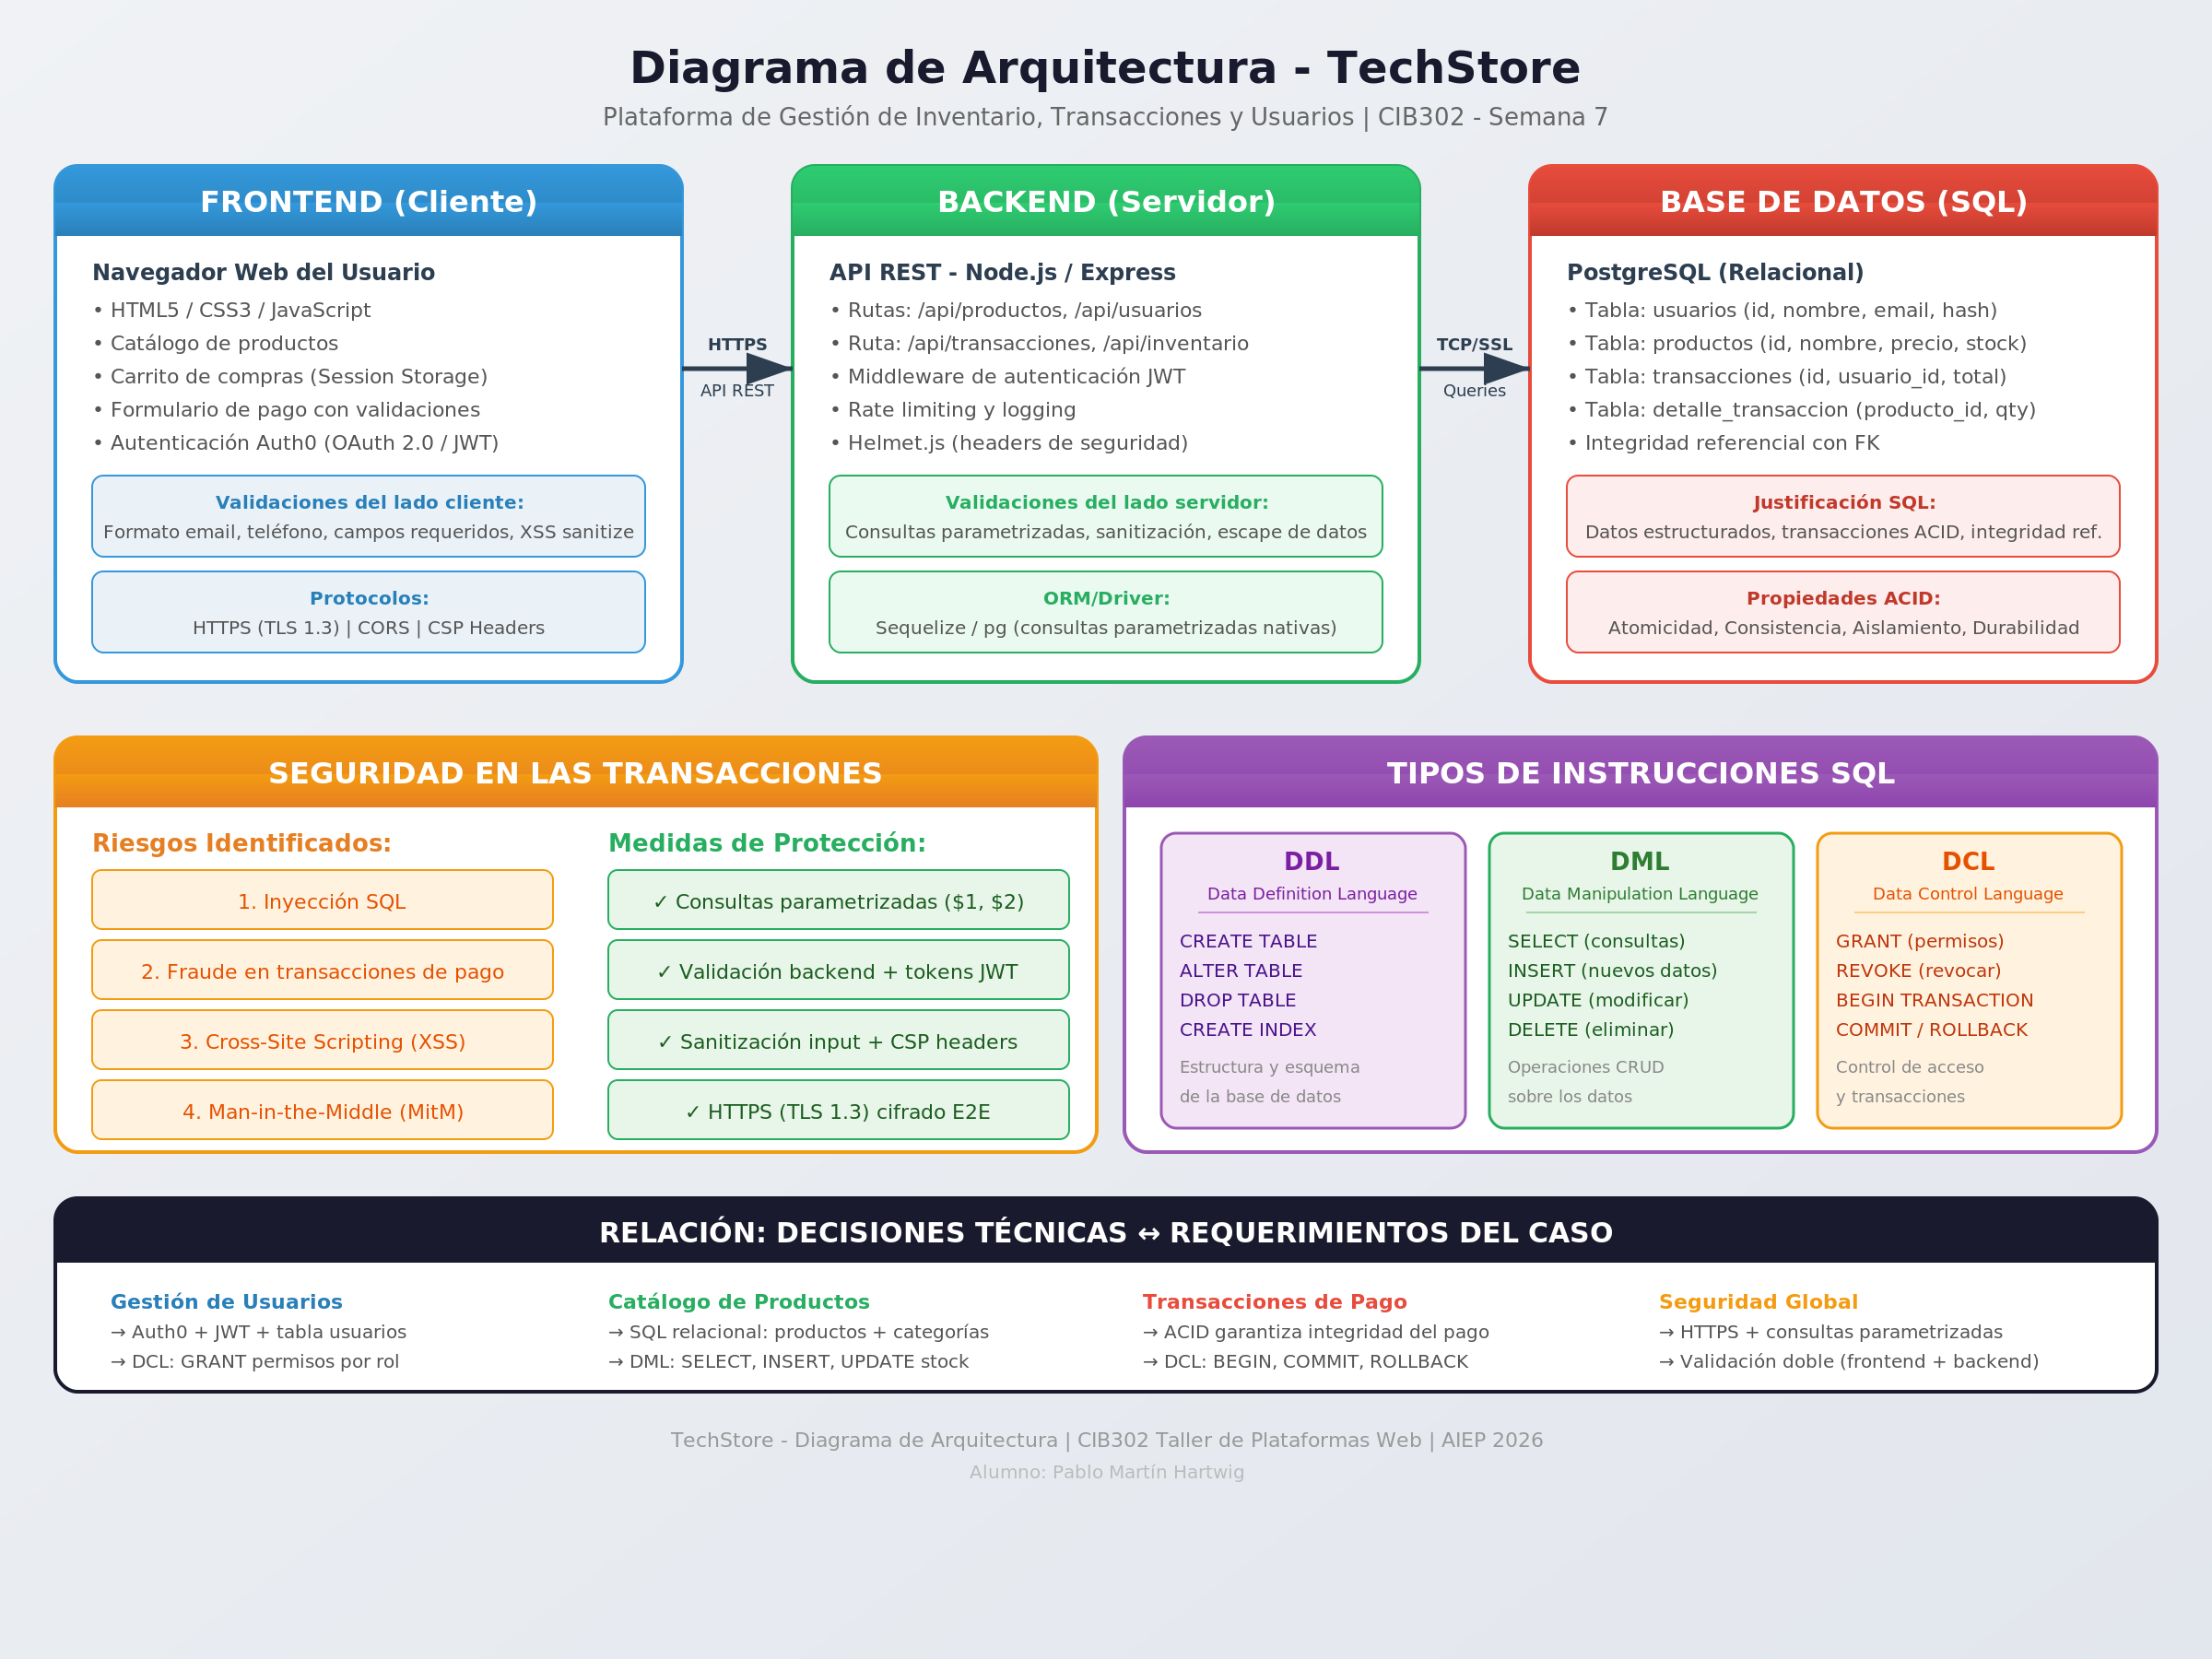 Diagrama de Arquitectura - TechStore
Plataforma de Gestión de Inventario, Transacciones y Usuarios | CIB302 - Semana 7
FRONTEND (Cliente)
Navegador Web del Usuario
• HTML5 / CSS3 / JavaScript
• Catálogo de productos
• Carrito de compras (Session Storage)
• Formulario de pago con validaciones
• Autenticación Auth0 (OAuth 2.0 / JWT)
Validaciones del lado cliente:
Formato email, teléfono, campos requeridos, XSS sanitize
Protocolos:
HTTPS (TLS 1.3) | CORS | CSP Headers
HTTPS
API REST
BACKEND (Servidor)
API REST - Node.js / Express
• Rutas: /api/productos, /api/usuarios
• Ruta: /api/transacciones, /api/inventario
• Middleware de autenticación JWT
• Rate limiting y logging
• Helmet.js (headers de seguridad)
Validaciones del lado servidor:
Consultas parametrizadas, sanitización, escape de datos
ORM/Driver:
Sequelize / pg (consultas parametrizadas nativas)
TCP/SSL
Queries
BASE DE DATOS (SQL)
PostgreSQL (Relacional)
• Tabla: usuarios (id, nombre, email, hash)
• Tabla: productos (id, nombre, precio, stock)
• Tabla: transacciones (id, usuario_id, total)
• Tabla: detalle_transaccion (producto_id, qty)
• Integridad referencial con FK
Justificación SQL:
Datos estructurados, transacciones ACID, integridad ref.
Propiedades ACID:
Atomicidad, Consistencia, Aislamiento, Durabilidad
SEGURIDAD EN LAS TRANSACCIONES
Riesgos Identificados:
1. Inyección SQL
2. Fraude en transacciones de pago
3. Cross-Site Scripting (XSS)
4. Man-in-the-Middle (MitM)
Medidas de Protección:
✓ Consultas parametrizadas ($1, $2)
✓ Validación backend + tokens JWT
✓ Sanitización input + CSP headers
✓ HTTPS (TLS 1.3) cifrado E2E
TIPOS DE INSTRUCCIONES SQL
DDL
Data Definition Language
CREATE TABLE
ALTER TABLE
DROP TABLE
CREATE INDEX
Estructura y esquema
de la base de datos
DML
Data Manipulation Language
SELECT (consultas)
INSERT (nuevos datos)
UPDATE (modificar)
DELETE (eliminar)
Operaciones CRUD
sobre los datos
DCL
Data Control Language
GRANT (permisos)
REVOKE (revocar)
BEGIN TRANSACTION
COMMIT / ROLLBACK
Control de acceso
y transacciones
RELACIÓN: DECISIONES TÉCNICAS ↔ REQUERIMIENTOS DEL CASO
Gestión de Usuarios
→ Auth0 + JWT + tabla usuarios
→ DCL: GRANT permisos por rol
Catálogo de Productos
→ SQL relacional: productos + categorías
→ DML: SELECT, INSERT, UPDATE stock
Transacciones de Pago
→ ACID garantiza integridad del pago
→ DCL: BEGIN, COMMIT, ROLLBACK
Seguridad Global
→ HTTPS + consultas parametrizadas
→ Validación doble (frontend + backend)
TechStore - Diagrama de Arquitectura | CIB302 Taller de Plataformas Web | AIEP 2026
Alumno: Pablo Martín Hartwig